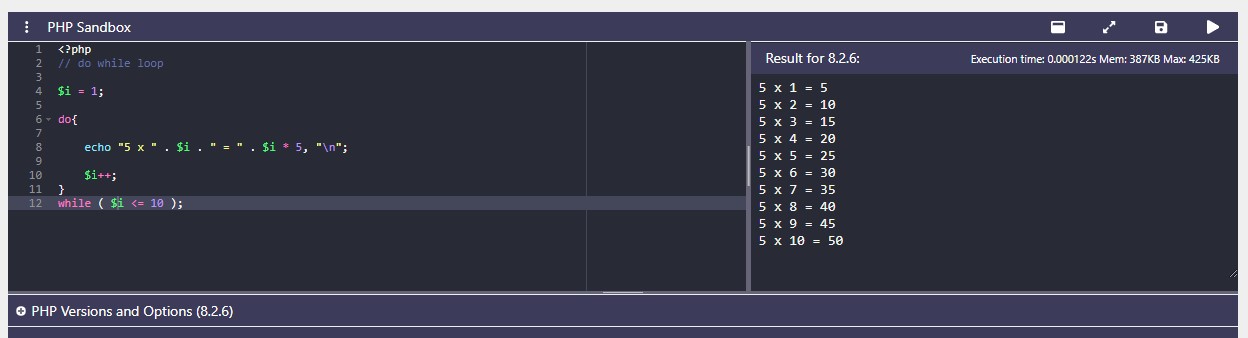 PHP Sandbox
1 <?php
2 // do while loop
3
4 $i = 1;
5
6 do{
7
8 echo "5 x " . $i . " = " . $i * 5, "\n";
9
10 $i++;
11 }
12 while ( $i <= 10 );
Result for 8.2.6: Execution time: 0.000122s Mem: 387KB Max: 425KB
5 x 1 = 5
5 x 2 = 10
5 x 3 = 15
5 x 4 = 20
5 x 5 = 25
5 x 6 = 30
5 x 7 = 35
5 x 8 = 40
5 x 9 = 45
5 x 10 = 50
PHP Versions and Options (8.2.6)